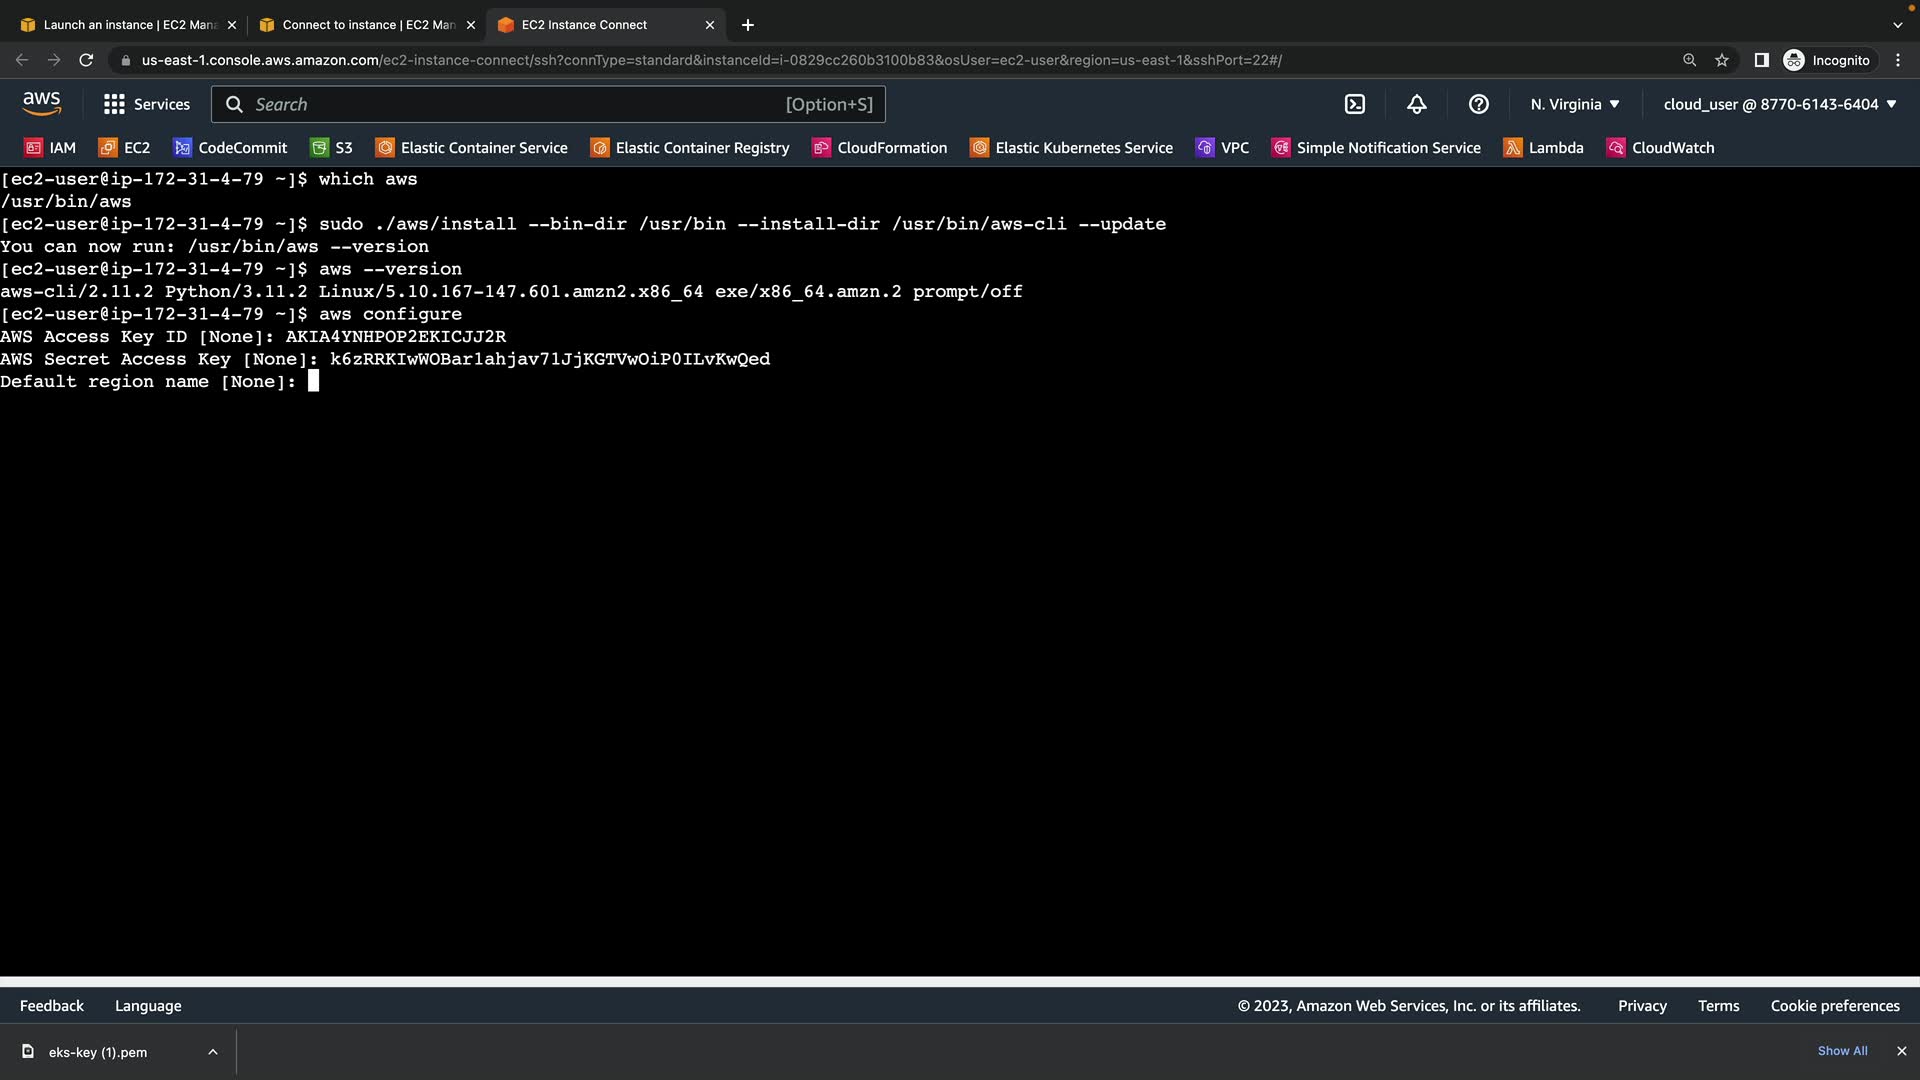 Launch an instance | EC2 Mana
Connect to instance | EC2 Man
EC2 Instance Connect
us-east-1.console.aws.amazon.com/ec2-instance-connect/ssh?connType=standard&instanceId=i-0829cc260b3100b83&osUser=ec2-user&region=us-east-1&sshPort=22#/
Incognito
aws
Services
Search
[Option+S]
N. Virginia
cloud_user @ 8770-6143-6404
IAM
EC2
CodeCommit
S3
Elastic Container Service
Elastic Container Registry
CloudFormation
Elastic Kubernetes Service
VPC
Simple Notification Service
Lambda
CloudWatch
[ec2-user@ip-172-31-4-79 ~]$ which aws
/usr/bin/aws
[ec2-user@ip-172-31-4-79 ~]$ sudo ./aws/install --bin-dir /usr/bin --install-dir /usr/bin/aws-cli --update
You can now run: /usr/bin/aws --version
[ec2-user@ip-172-31-4-79 ~]$ aws --version
aws-cli/2.11.2 Python/3.11.2 Linux/5.10.167-147.601.amzn2.x86_64 exe/x86_64.amzn.2 prompt/off
[ec2-user@ip-172-31-4-79 ~]$ aws configure
AWS Access Key ID [None]: AKIA4YNHPOP2EKICJJ2R
AWS Secret Access Key [None]: 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
Default region name [None]:
Feedback
Language
© 2023, Amazon Web Services, Inc. or its affiliates.
Privacy
Terms
Cookie preferences
eks-key (1).pem
Show All